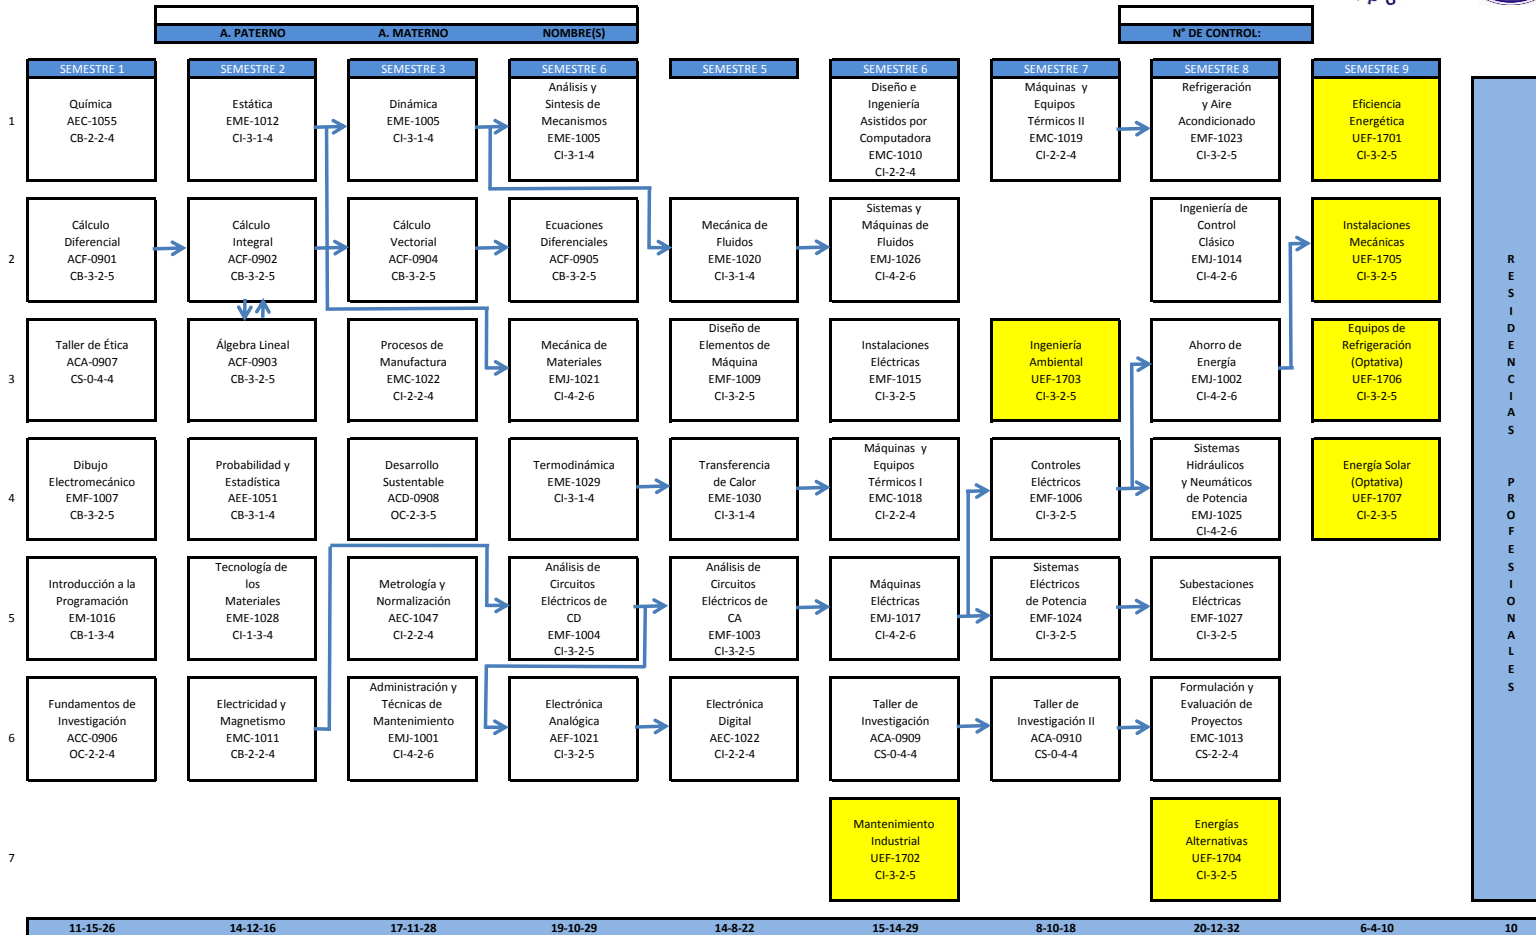 A. PATERNO A. MATERNO NOMBRE(S)
N° DE CONTROL:
SEMESTRE 1 SEMESTRE 2 SEMESTRE 3 SEMESTRE 6 SEMESTRE 5 SEMESTRE 6 SEMESTRE 7 SEMESTRE 8 SEMESTRE 9
1
Química
AEC-1055
CB-2-2-4
Estática
EME-1012
CI-3-1-4
Dinámica
EME-1005
CI-3-1-4
Análisis y
Sintesis de
Mecanismos
EME-1005
CI-3-1-4
Diseño e
Ingeniería
Asistidos por
Computadora
EMC-1010
CI-2-2-4
Máquinas y
Equipos
Térmicos II
EMC-1019
CI-2-2-4
Refrigeración
y Aire
Acondicionado
EMF-1023
CI-3-2-5
Eficiencia
Energética
UEF-1701
CI-3-2-5
2
Cálculo
Diferencial
ACF-0901
CB-3-2-5
Cálculo
Integral
ACF-0902
CB-3-2-5
Cálculo
Vectorial
ACF-0904
CB-3-2-5
Ecuaciones
Diferenciales
ACF-0905
CB-3-2-5
Mecánica de
Fluidos
EME-1020
CI-3-1-4
Sistemas y
Máquinas de
Fluidos
EMJ-1026
CI-4-2-6
Ingeniería de
Control
Clásico
EMJ-1014
CI-4-2-6
Instalaciones
Mecánicas
UEF-1705
CI-3-2-5
3
Taller de Ética
ACA-0907
CS-0-4-4
Álgebra Lineal
ACF-0903
CB-3-2-5
Procesos de
Manufactura
EMC-1022
CI-2-2-4
Mecánica de
Materiales
EMJ-1021
CI-4-2-6
Diseño de
Elementos de
Máquina
EMF-1009
CI-3-2-5
Instalaciones
Eléctricas
EMF-1015
CI-3-2-5
Ingeniería
Ambiental
UEF-1703
CI-3-2-5
Ahorro de
Energía
EMJ-1002
CI-4-2-6
Equipos de
Refrigeración
(Optativa)
UEF-1706
CI-3-2-5
4
Dibujo
Electromecánico
EMF-1007
CB-3-2-5
Probabilidad y
Estadística
AEE-1051
CB-3-1-4
Desarrollo
Sustentable
ACD-0908
OC-2-3-5
Termodinámica
EME-1029
CI-3-1-4
Transferencia
de Calor
EME-1030
CI-3-1-4
Máquinas y
Equipos
Térmicos I
EMC-1018
CI-2-2-4
Controles
Eléctricos
EMF-1006
CI-3-2-5
Sistemas
Hidráulicos
y Neumáticos
de Potencia
EMJ-1025
CI-4-2-6
Energía Solar
(Optativa)
UEF-1707
CI-2-3-5
5
Introducción a la
Programación
EM-1016
CB-1-3-4
Tecnología de
los
Materiales
EME-1028
CI-1-3-4
Metrología y
Normalización
AEC-1047
CI-2-2-4
Análisis de
Circuitos
Eléctricos de
CD
EMF-1004
CI-3-2-5
Análisis de
Circuitos
Eléctricos de
CA
EMF-1003
CI-3-2-5
Máquinas
Eléctricas
EMJ-1017
CI-4-2-6
Sistemas
Eléctricos
de Potencia
EMF-1024
CI-3-2-5
Subestaciones
Eléctricas
EMF-1027
CI-3-2-5
6
Fundamentos de
Investigación
ACC-0906
OC-2-2-4
Electricidad y
Magnetismo
EMC-1011
CB-2-2-4
Administración y
Técnicas de
Mantenimiento
EMJ-1001
CI-4-2-6
Electrónica
Analógica
AEF-1021
CI-3-2-5
Electrónica
Digital
AEC-1022
CI-2-2-4
Taller de
Investigación
ACA-0909
CS-0-4-4
Taller de
Investigación II
ACA-0910
CS-0-4-4
Formulación y
Evaluación de
Proyectos
EMC-1013
CS-2-2-4
7
Mantenimiento
Industrial
UEF-1702
CI-3-2-5
Energías
Alternativas
UEF-1704
CI-3-2-5
RESIDENCIAS PROFESIONALES
11-15-26 14-12-16 17-11-28 19-10-29 14-8-22 15-14-29 8-10-18 20-12-32 6-4-10 10